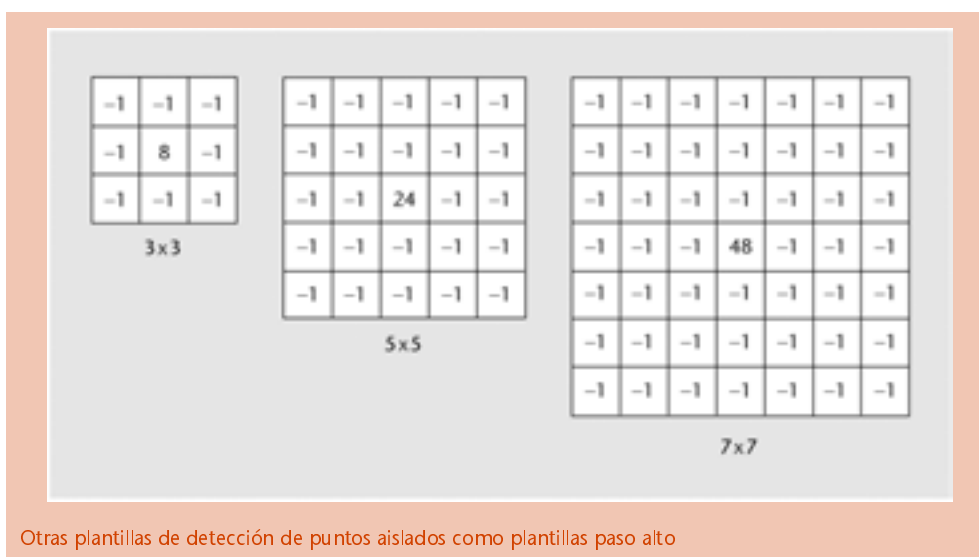 -1 -1 -1
-1 8 -1
-1 -1 -1
3x3
-1 -1 -1 -1 -1
-1 -1 -1 -1 -1
-1 -1 24 -1 -1
-1 -1 -1 -1 -1
-1 -1 -1 -1 -1
5x5
-1 -1 -1 -1 -1 -1 -1
-1 -1 -1 -1 -1 -1 -1
-1 -1 -1 -1 -1 -1 -1
-1 -1 -1 48 -1 -1 -1
-1 -1 -1 -1 -1 -1 -1
-1 -1 -1 -1 -1 -1 -1
-1 -1 -1 -1 -1 -1 -1
7x7
Otras plantillas de detección de puntos aislados como plantillas paso alto